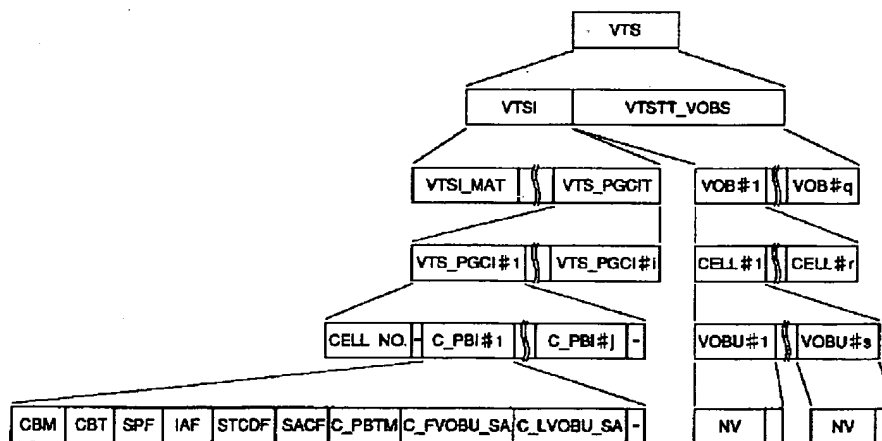 VTS
VTSI VTSTT_VOBS
VTSI_MAT VTS_PGCIT VOB#1 VOB#q
VTS_PGCI#1 VTS_PGCI#i CELL#1 CELL#r
CELL NO. - C_PBI#1 C_PBI#j - VOBU#1 VOBU#s
CBM CBT SPF IAF STCDF SACF C_PBTM C_FVOBU_SA C_LVOBU_SA - NV NV